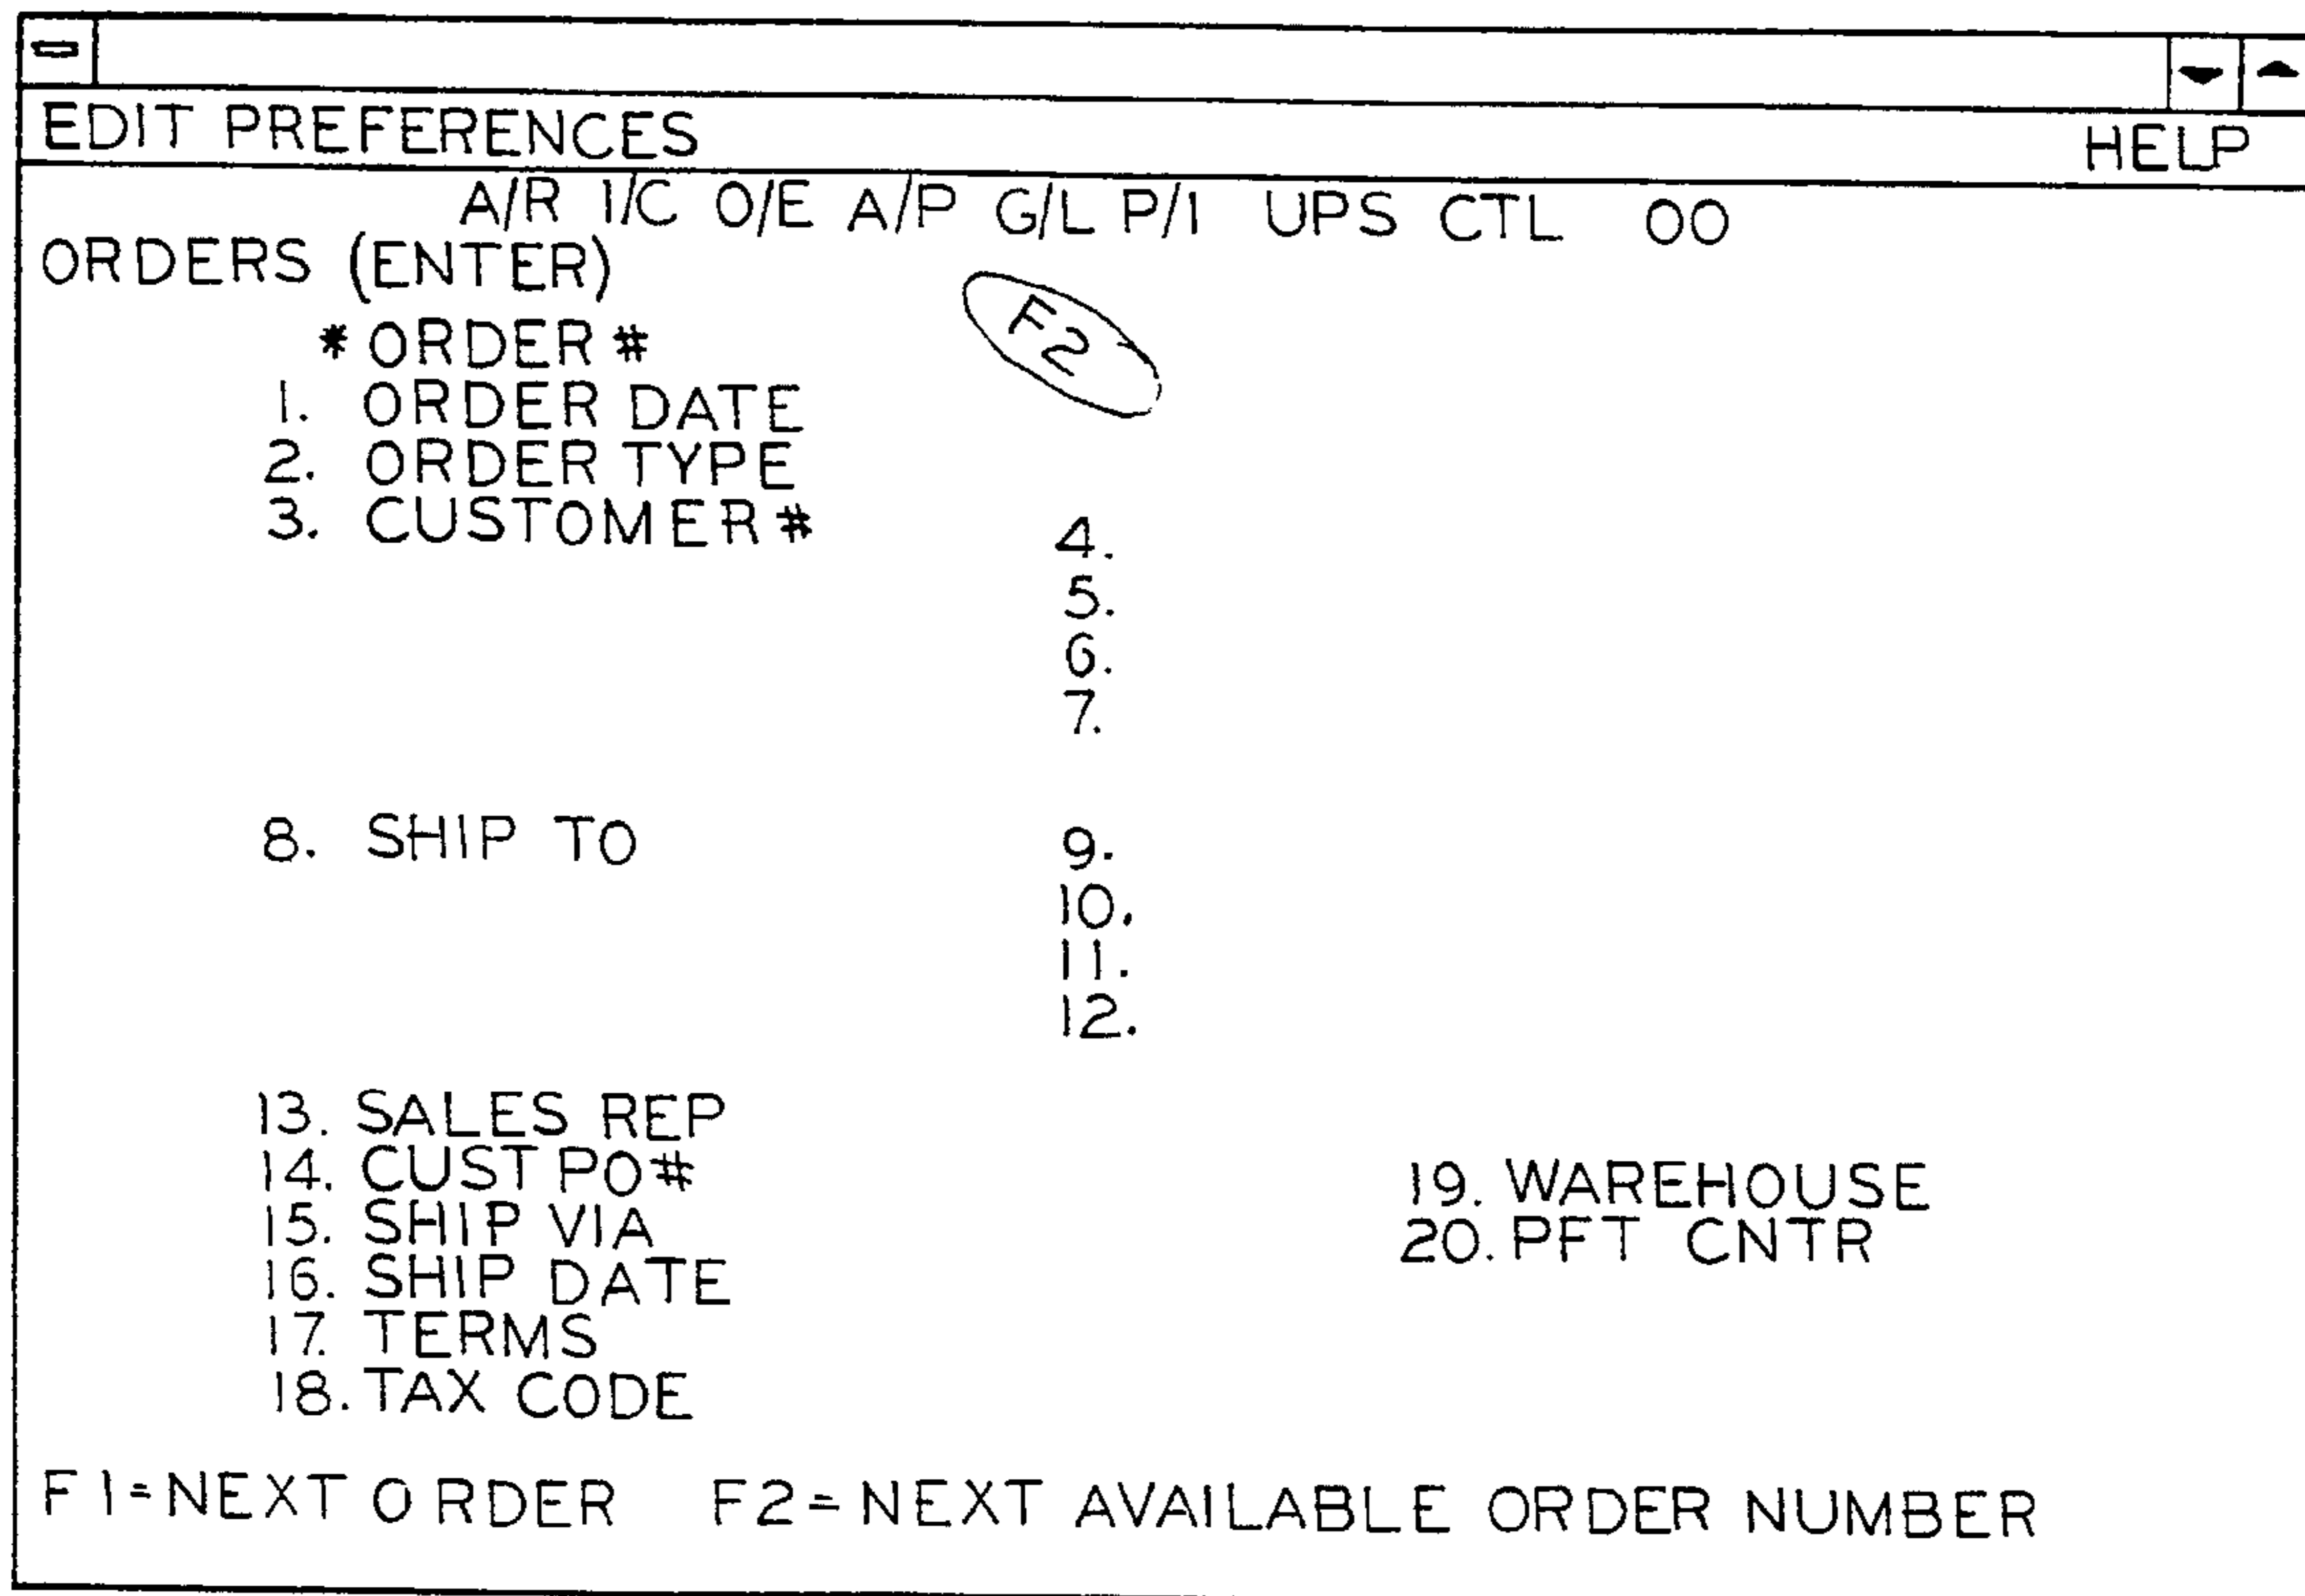 EDIT PREFERENCES HELP
A/R I/C O/E A/P G/L P/I UPS CTL OO
ORDERS (ENTER)
F2
* ORDER #
1. ORDER DATE
2. ORDER TYPE
3. CUSTOMER # 4.
5.
6.
7.
8. SHIP TO 9.
10.
11.
12.
13. SALES REP
14. CUST PO # 19. WAREHOUSE
15. SHIP VIA 20. PFT CNTR
16. SHIP DATE
17. TERMS
18. TAX CODE
F1=NEXT ORDER F2=NEXT AVAILABLE ORDER NUMBER